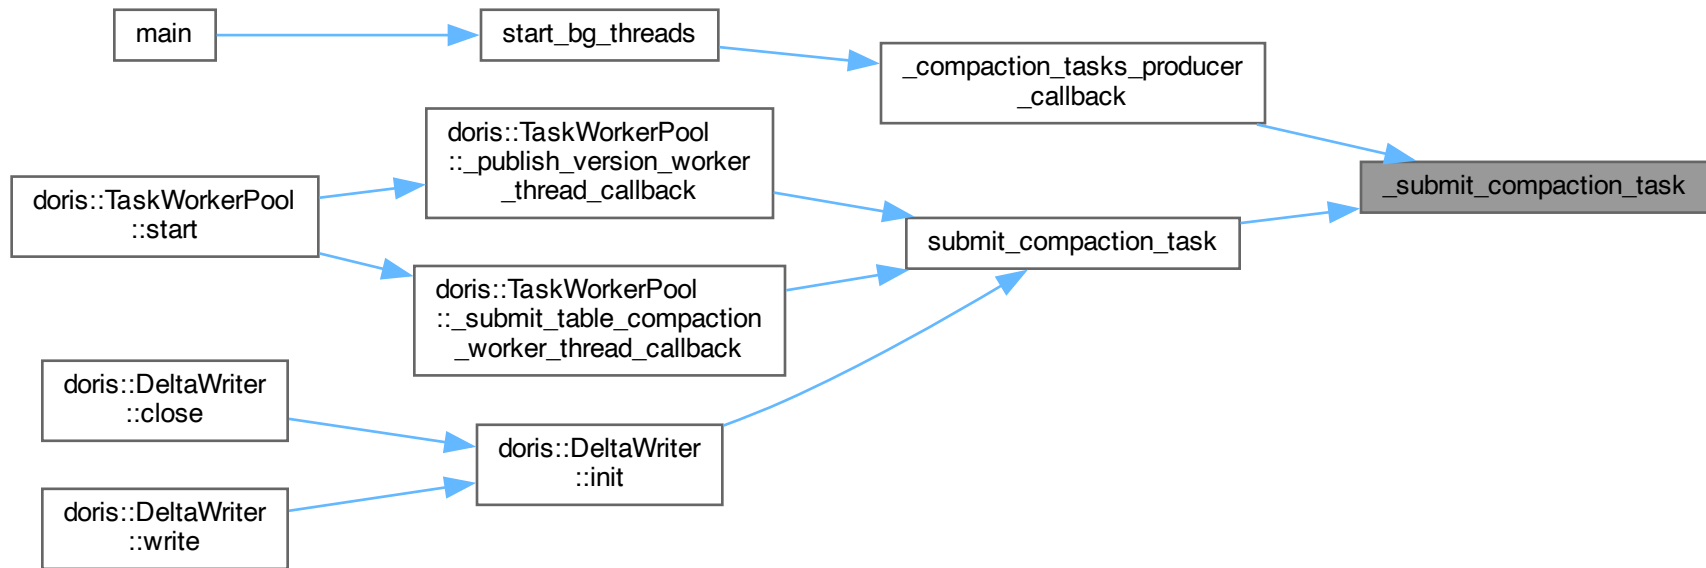 main
start_bg_threads
_compaction_tasks_producer
_callback
doris::TaskWorkerPool
::_publish_version_worker
_thread_callback
_submit_compaction_task
doris::TaskWorkerPool
::start
submit_compaction_task
doris::TaskWorkerPool
::_submit_table_compaction
_worker_thread_callback
doris::DeltaWriter
::close
doris::DeltaWriter
::init
doris::DeltaWriter
::write